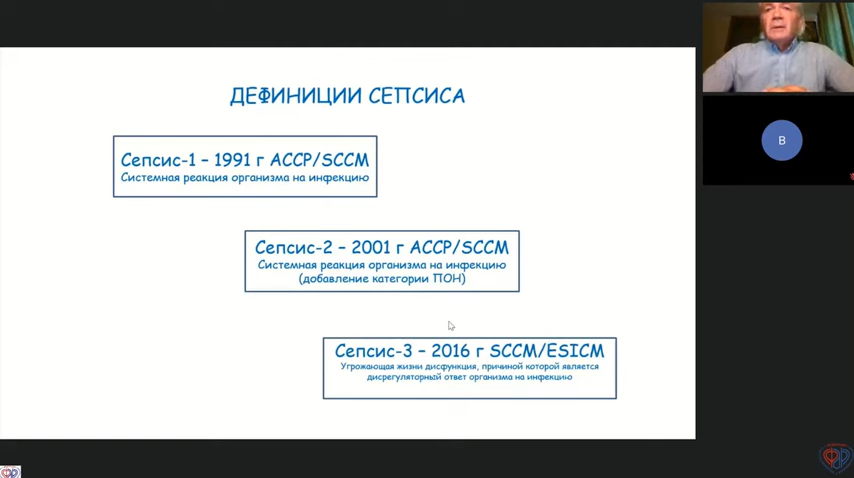 ДЕФИНИЦИИ СЕПСИСА
Сепсис-1 – 1991 г ACCP/SCCM
Системная реакция организма на инфекцию
Сепсис-2 – 2001 г ACCP/SCCM
Системная реакция организма на инфекцию
(добавление категории ПОН)
Сепсис-3 – 2016 г SCCM/ESICM
Угрожающая жизни дисфункция, причиной которой является
дисрегуляторный ответ организма на инфекцию
В